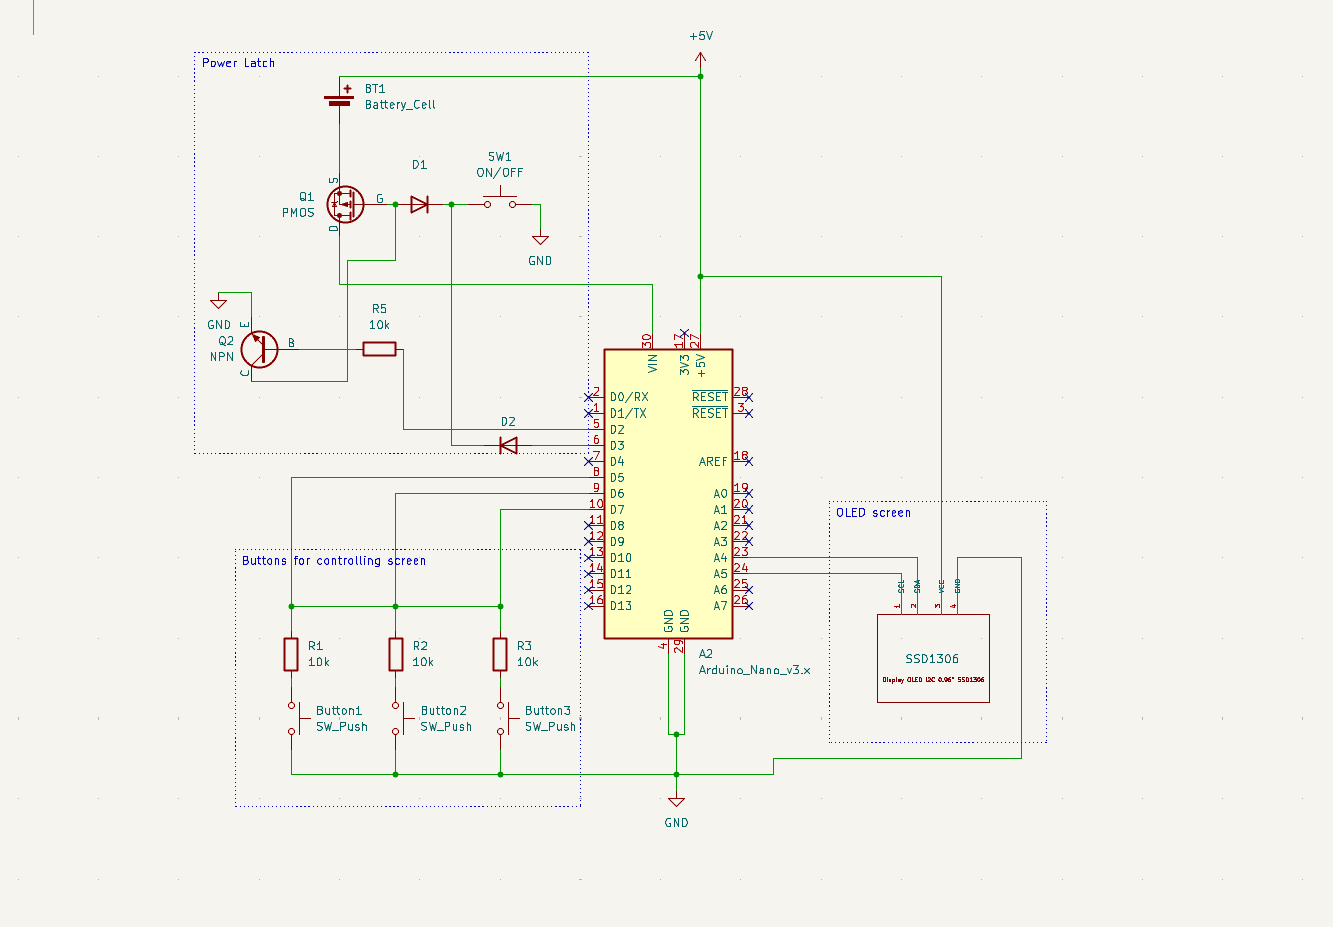 +5V
Power Latch
BT1
Battery_Cell
D1
SW1
ON/OFF
S
Q1
PMOS
G
D
GND
R5
10k
GND
E
Q2
NPN
B
C
30
17
27
VIN
3V3
+5V
2
D0/RX
1
D1/TX
5
D2
6
D3
7
D4
8
D5
9
D6
10
D7
11
D8
12
D9
13
D10
14
D11
15
D12
16
D13
RESET
28
RESET
3
AREF
18
A0
19
A1
20
A2
21
A3
22
A4
23
A5
24
A6
25
A7
26
GND
GND
4
29
D2
A2
Arduino_Nano_v3.x
Buttons for controlling screen
R1
10k
R2
10k
R3
10k
Button1
SW_Push
Button2
SW_Push
Button3
SW_Push
GND
OLED screen
SCL
SDA
VCC
GND
1
2
3
4
SSD1306
Display OLED I2C 0.96" SSD1306